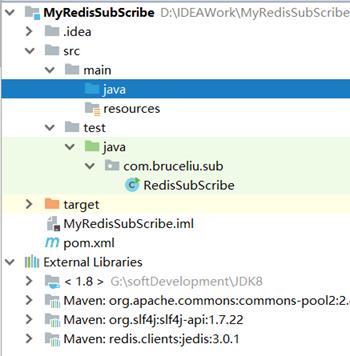 MyRedisSubScribe D:\IDEAWork\MyRedisSubScribe
.idea
src
main
java
resources
test
java
com.bruceliu.sub
RedisSubScribe
target
MyRedisSubScribe.iml
pom.xml
External Libraries
< 1.8 > G:\softDevelopment\JDK8
Maven: org.apache.commons:commons-pool2:2.
Maven: org.slf4j:slf4j-api:1.7.22
Maven: redis.clients:jedis:3.0.1